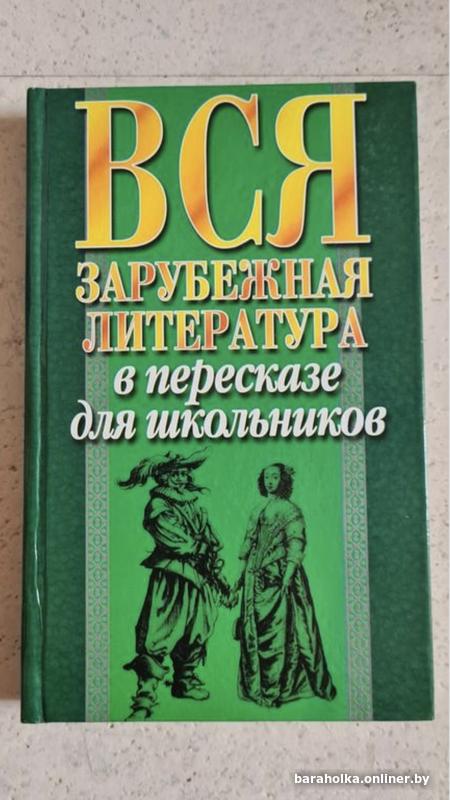 ВСЯ
ЗАРУБЕЖНАЯ
ЛИТЕРАТУРА
в пересказе
для школьников
baraholka.onliner.by